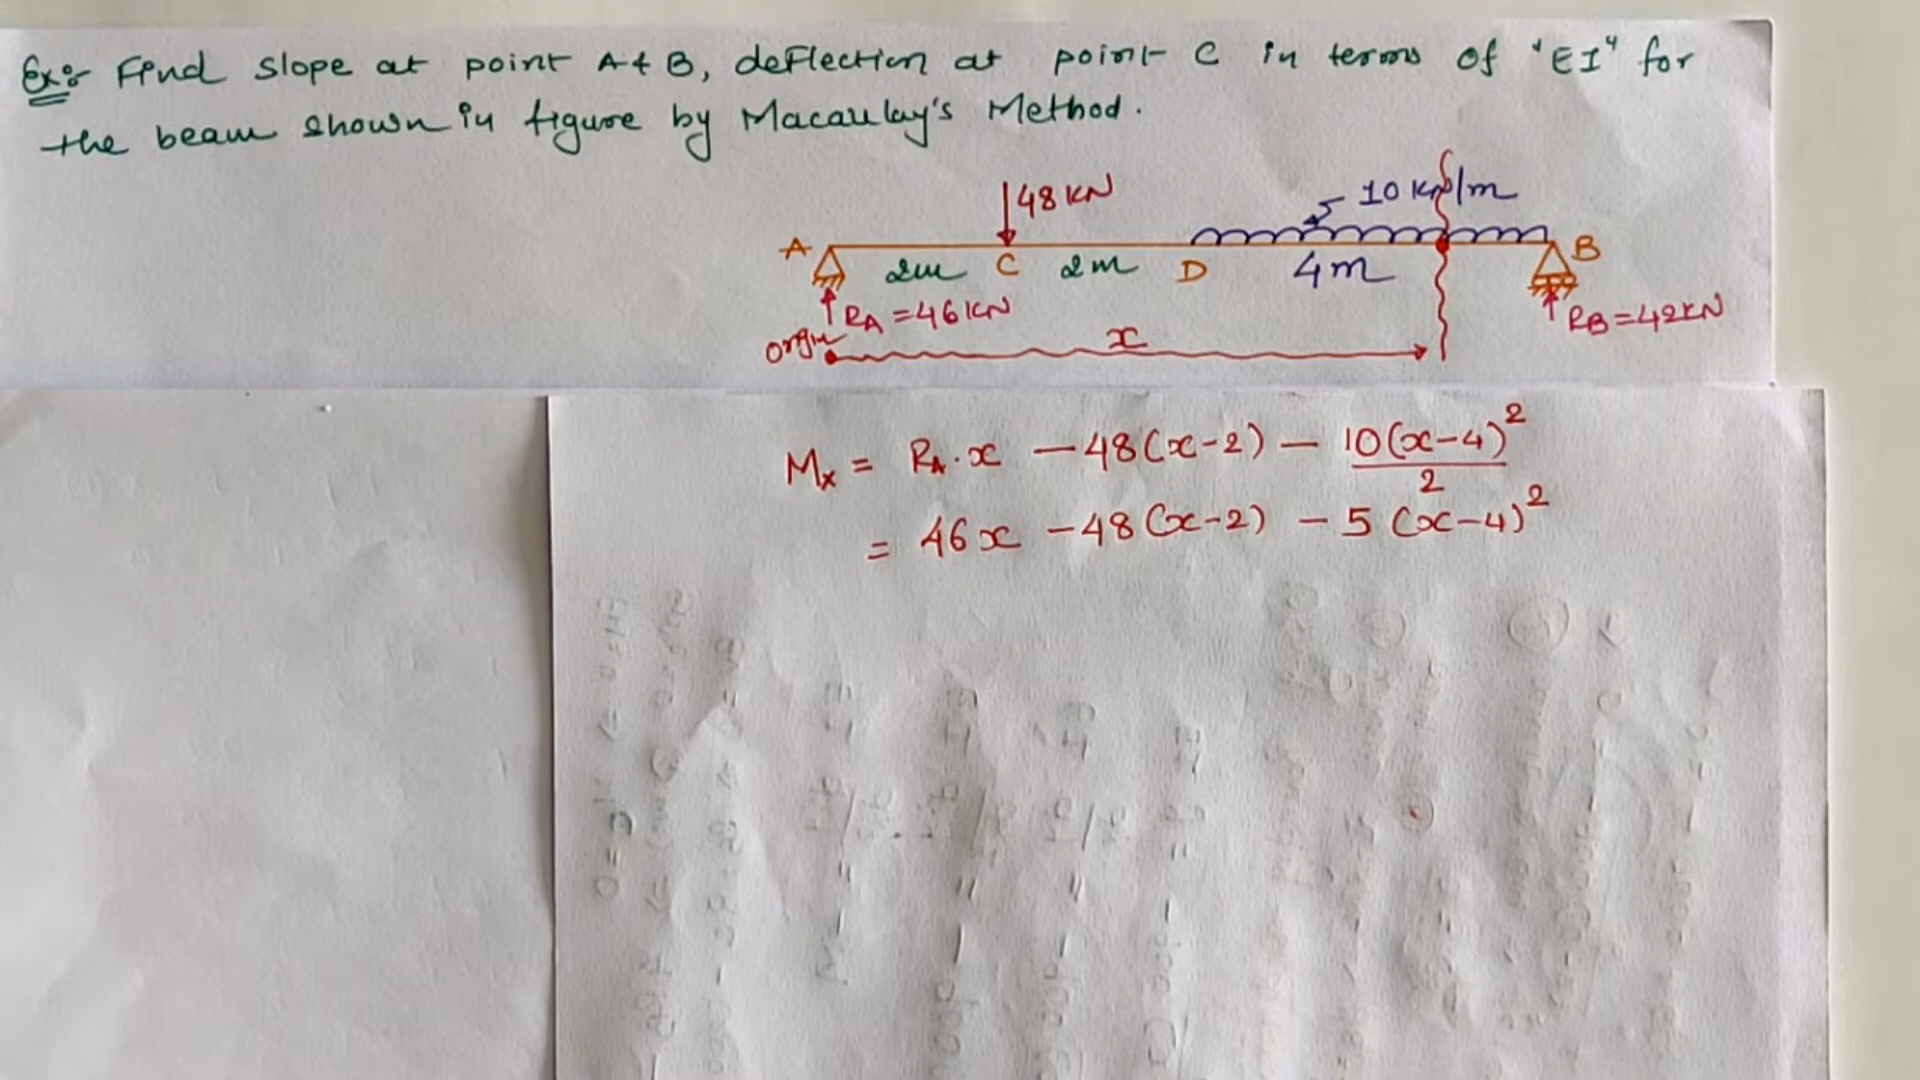 Ex:- Find slope at point A & B, deflection at point C in terms of "EI" for
the beam shown in figure by Macaulay's Method.
48 KN
10 KN/m
A
2m
C
2m
D
4m
B
RA = 46 KN
RB = 42 KN
Origin
x
Mx = RA.x - 48(x-2) - 10(x-4)²/2
= 46x - 48(x-2) - 5(x-4)²